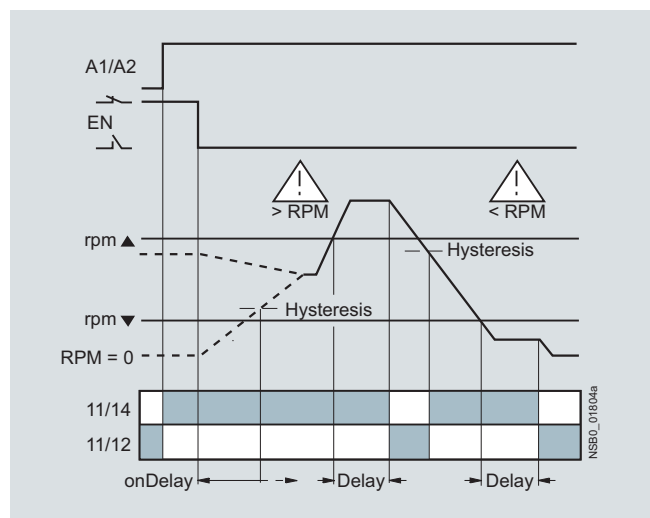 A1/A2
EN
!
!
> RPM
< RPM
rpm ▲
Hysteresis
Hysteresis
rpm ▼
RPM = 0
11/14
11/12
NSB0_01804a
onDelay
Delay
Delay